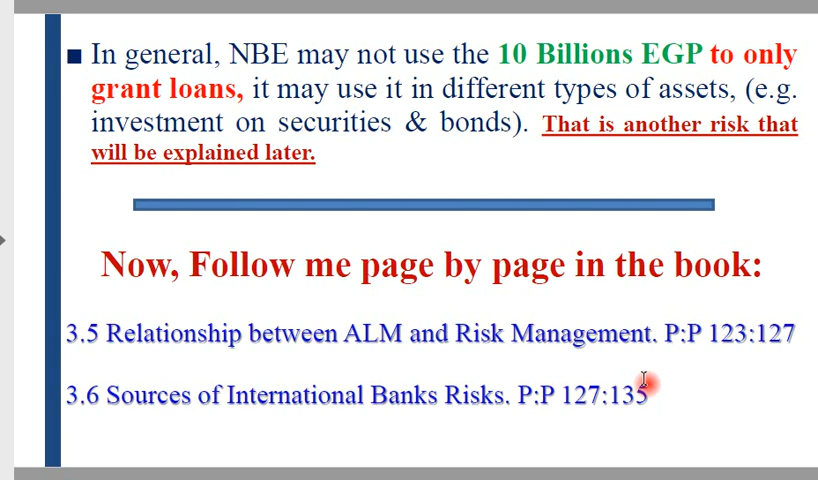 ■ In general, NBE may not use the 10 Billions EGP to only
grant loans, it may use it in different types of assets, (e.g.
investment on securities & bonds). That is another risk that
will be explained later.
Now, Follow me page by page in the book:
3.5 Relationship between ALM and Risk Management. P:P 123:127
3.6 Sources of International Banks Risks. P:P 127:135